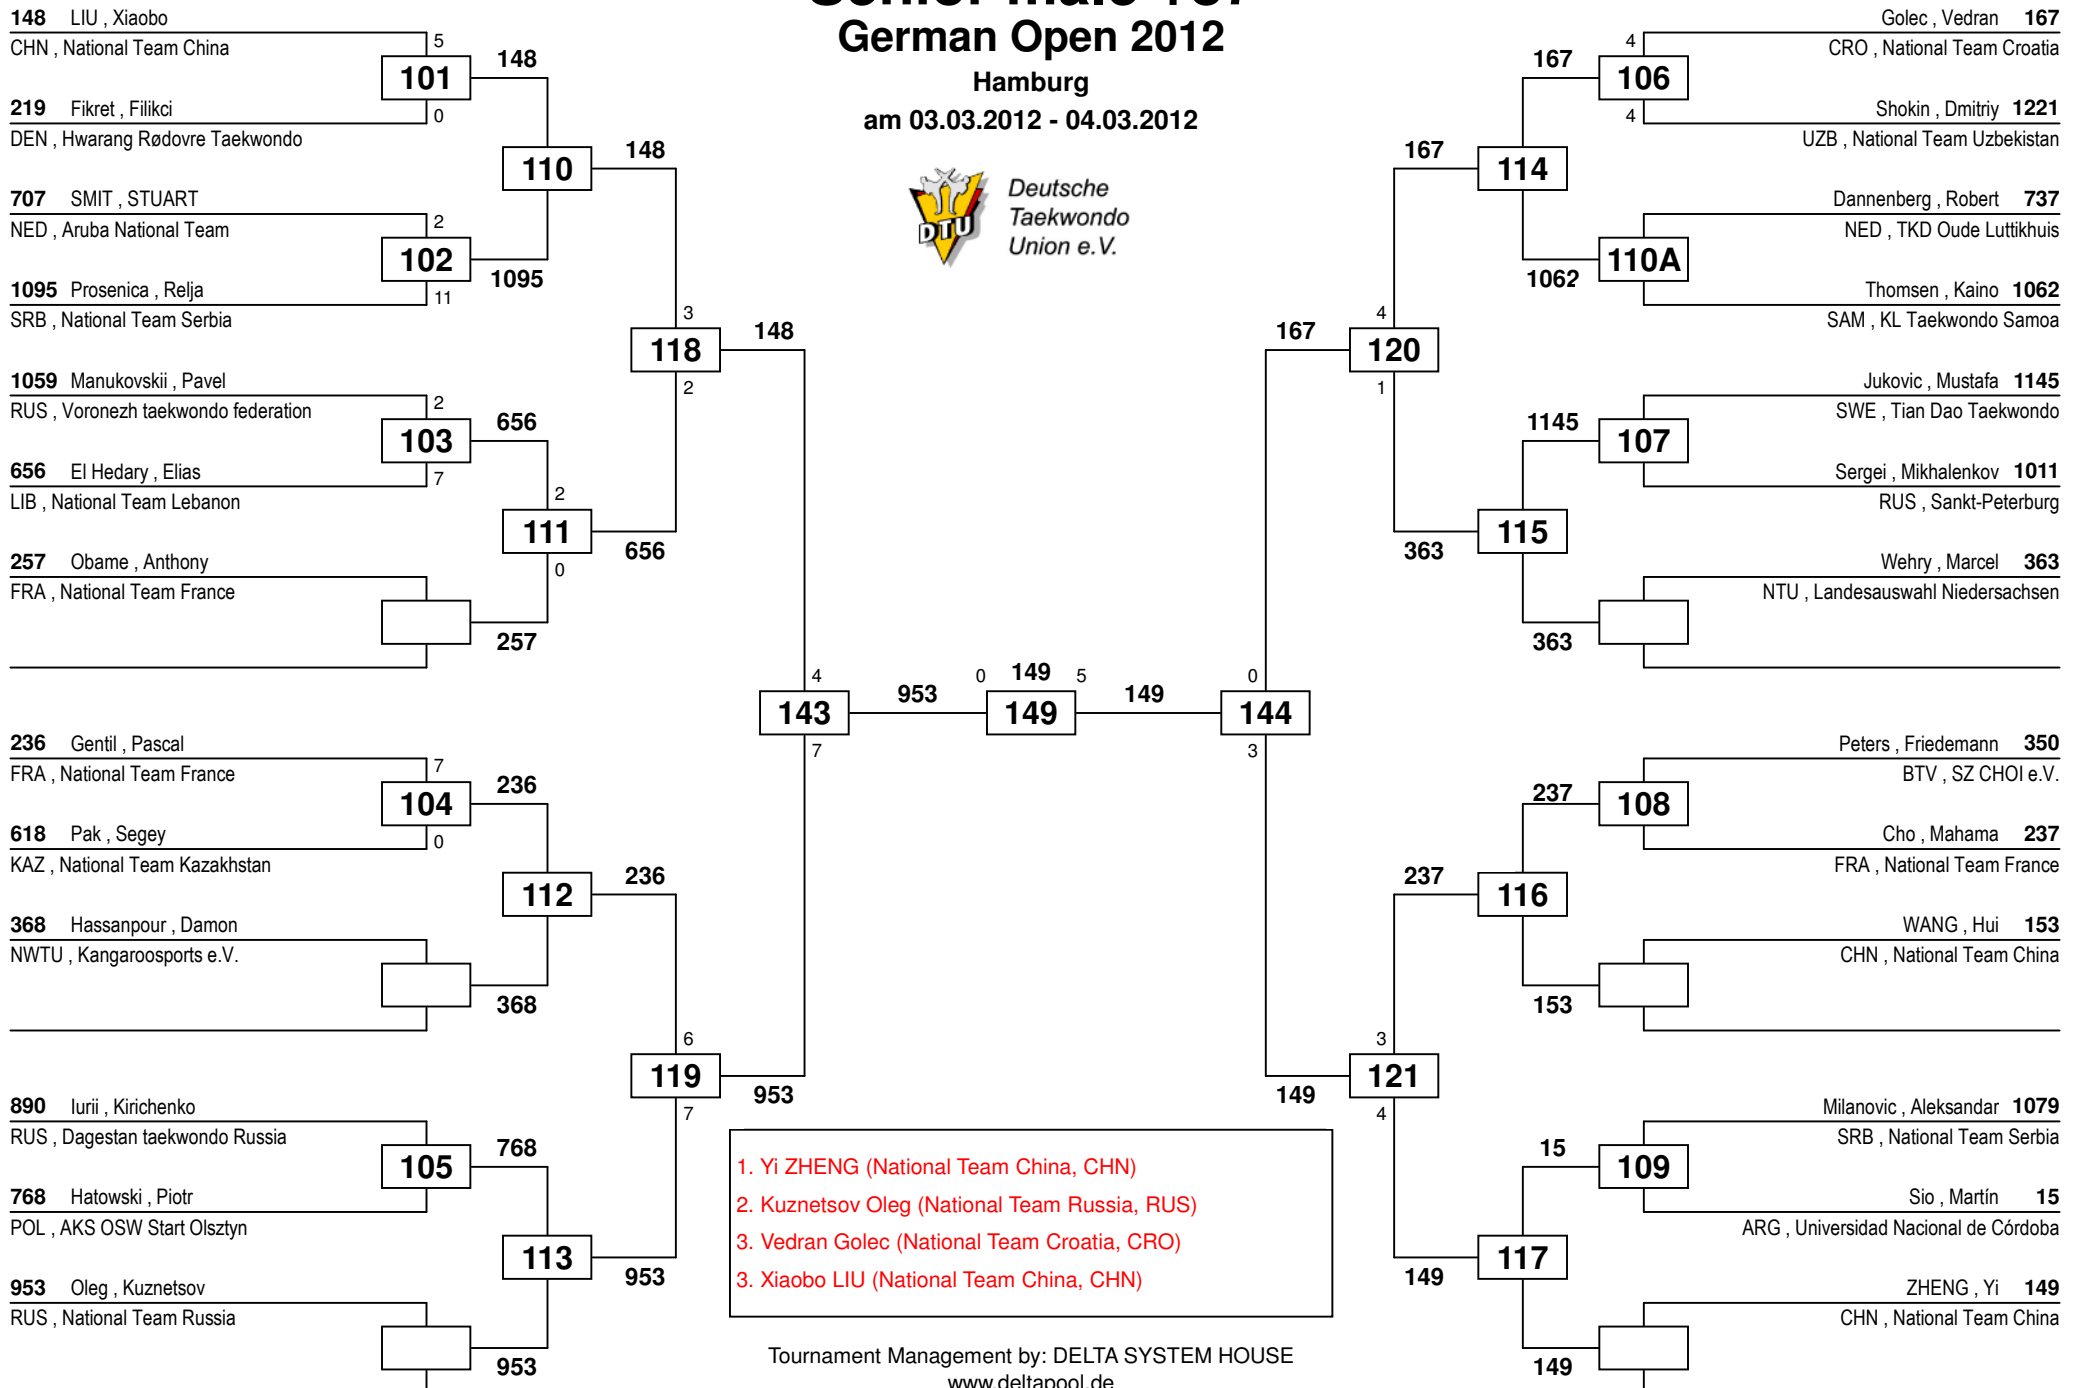 Senior male +87
German Open 2012
Hamburg
am 03.03.2012 - 04.03.2012
DTU
Deutsche
Taekwondo
Union e.V.
148 LIU , Xiaobo
CHN , National Team China
219 Fikret , Filikci
DEN , Hwarang Rødovre Taekwondo
707 SMIT , STUART
NED , Aruba National Team
1095 Prosenica , Relja
SRB , National Team Serbia
1059 Manukovskii , Pavel
RUS , Voronezh taekwondo federation
656 El Hedary , Elias
LIB , National Team Lebanon
257 Obame , Anthony
FRA , National Team France
236 Gentil , Pascal
FRA , National Team France
618 Pak , Segey
KAZ , National Team Kazakhstan
368 Hassanpour , Damon
NWTU , Kangaroosports e.V.
890 Iurii , Kirichenko
RUS , Dagestan taekwondo Russia
768 Hatowski , Piotr
POL , AKS OSW Start Olsztyn
953 Oleg , Kuznetsov
RUS , National Team Russia
5
101
0
148
2
102
11
1095
2
103
7
656
257
7
104
0
236
368
105
768
953
110
148
2
111
0
656
112
236
113
953
3
118
2
148
6
119
7
953
4
143
7
953
0
149
5
149
149
0
144
3
167
4
120
1
149
3
121
4
167
114
363
115
237
116
149
117
167
4
106
4
1062
110A
1145
107
363
237
108
153
15
109
149
Golec , Vedran 167
CRO , National Team Croatia
Shokin , Dmitriy 1221
UZB , National Team Uzbekistan
Dannenberg , Robert 737
NED , TKD Oude Luttikhuis
Thomsen , Kaino 1062
SAM , KL Taekwondo Samoa
Jukovic , Mustafa 1145
SWE , Tian Dao Taekwondo
Sergei , Mikhalenkov 1011
RUS , Sankt-Peterburg
Wehry , Marcel 363
NTU , Landesauswahl Niedersachsen
Peters , Friedemann 350
BTV , SZ CHOI e.V.
Cho , Mahama 237
FRA , National Team France
WANG , Hui 153
CHN , National Team China
Milanovic , Aleksandar 1079
SRB , National Team Serbia
Sio , Martín 15
ARG , Universidad Nacional de Córdoba
ZHENG , Yi 149
CHN , National Team China
1. Yi ZHENG (National Team China, CHN)
2. Kuznetsov Oleg (National Team Russia, RUS)
3. Vedran Golec (National Team Croatia, CRO)
3. Xiaobo LIU (National Team China, CHN)
Tournament Management by: DELTA SYSTEM HOUSE
www.deltapool.de